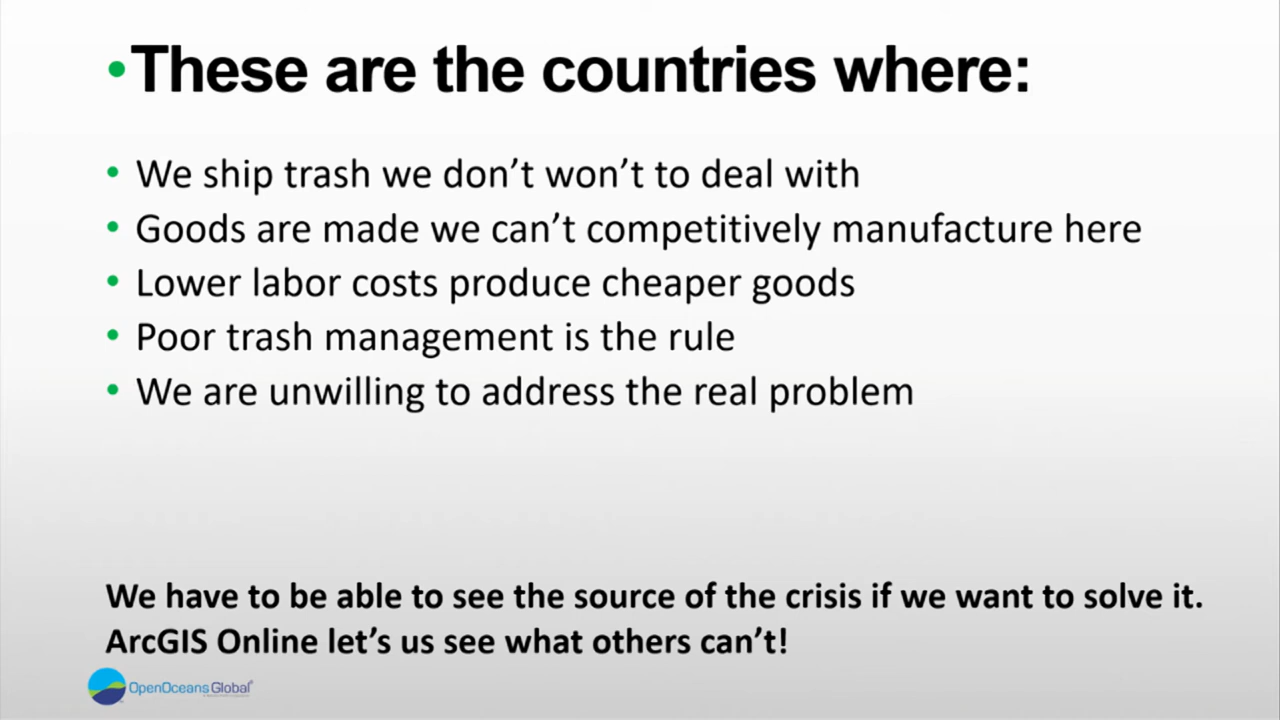 •These are the countries where:
• We ship trash we don’t won’t to deal with
• Goods are made we can’t competitively manufacture here
• Lower labor costs produce cheaper goods
• Poor trash management is the rule
• We are unwilling to address the real problem
We have to be able to see the source of the crisis if we want to solve it.
ArcGIS Online let’s us see what others can’t!
OpenOceansGlobal®